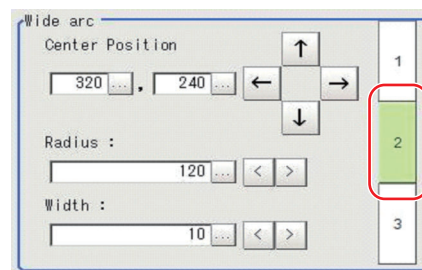 Wide arc
Center Position
320 ... , 240 ... ← ↑ ↓ →
Radius :
120 ... < >
Width :
10 ... < >
1
2
3